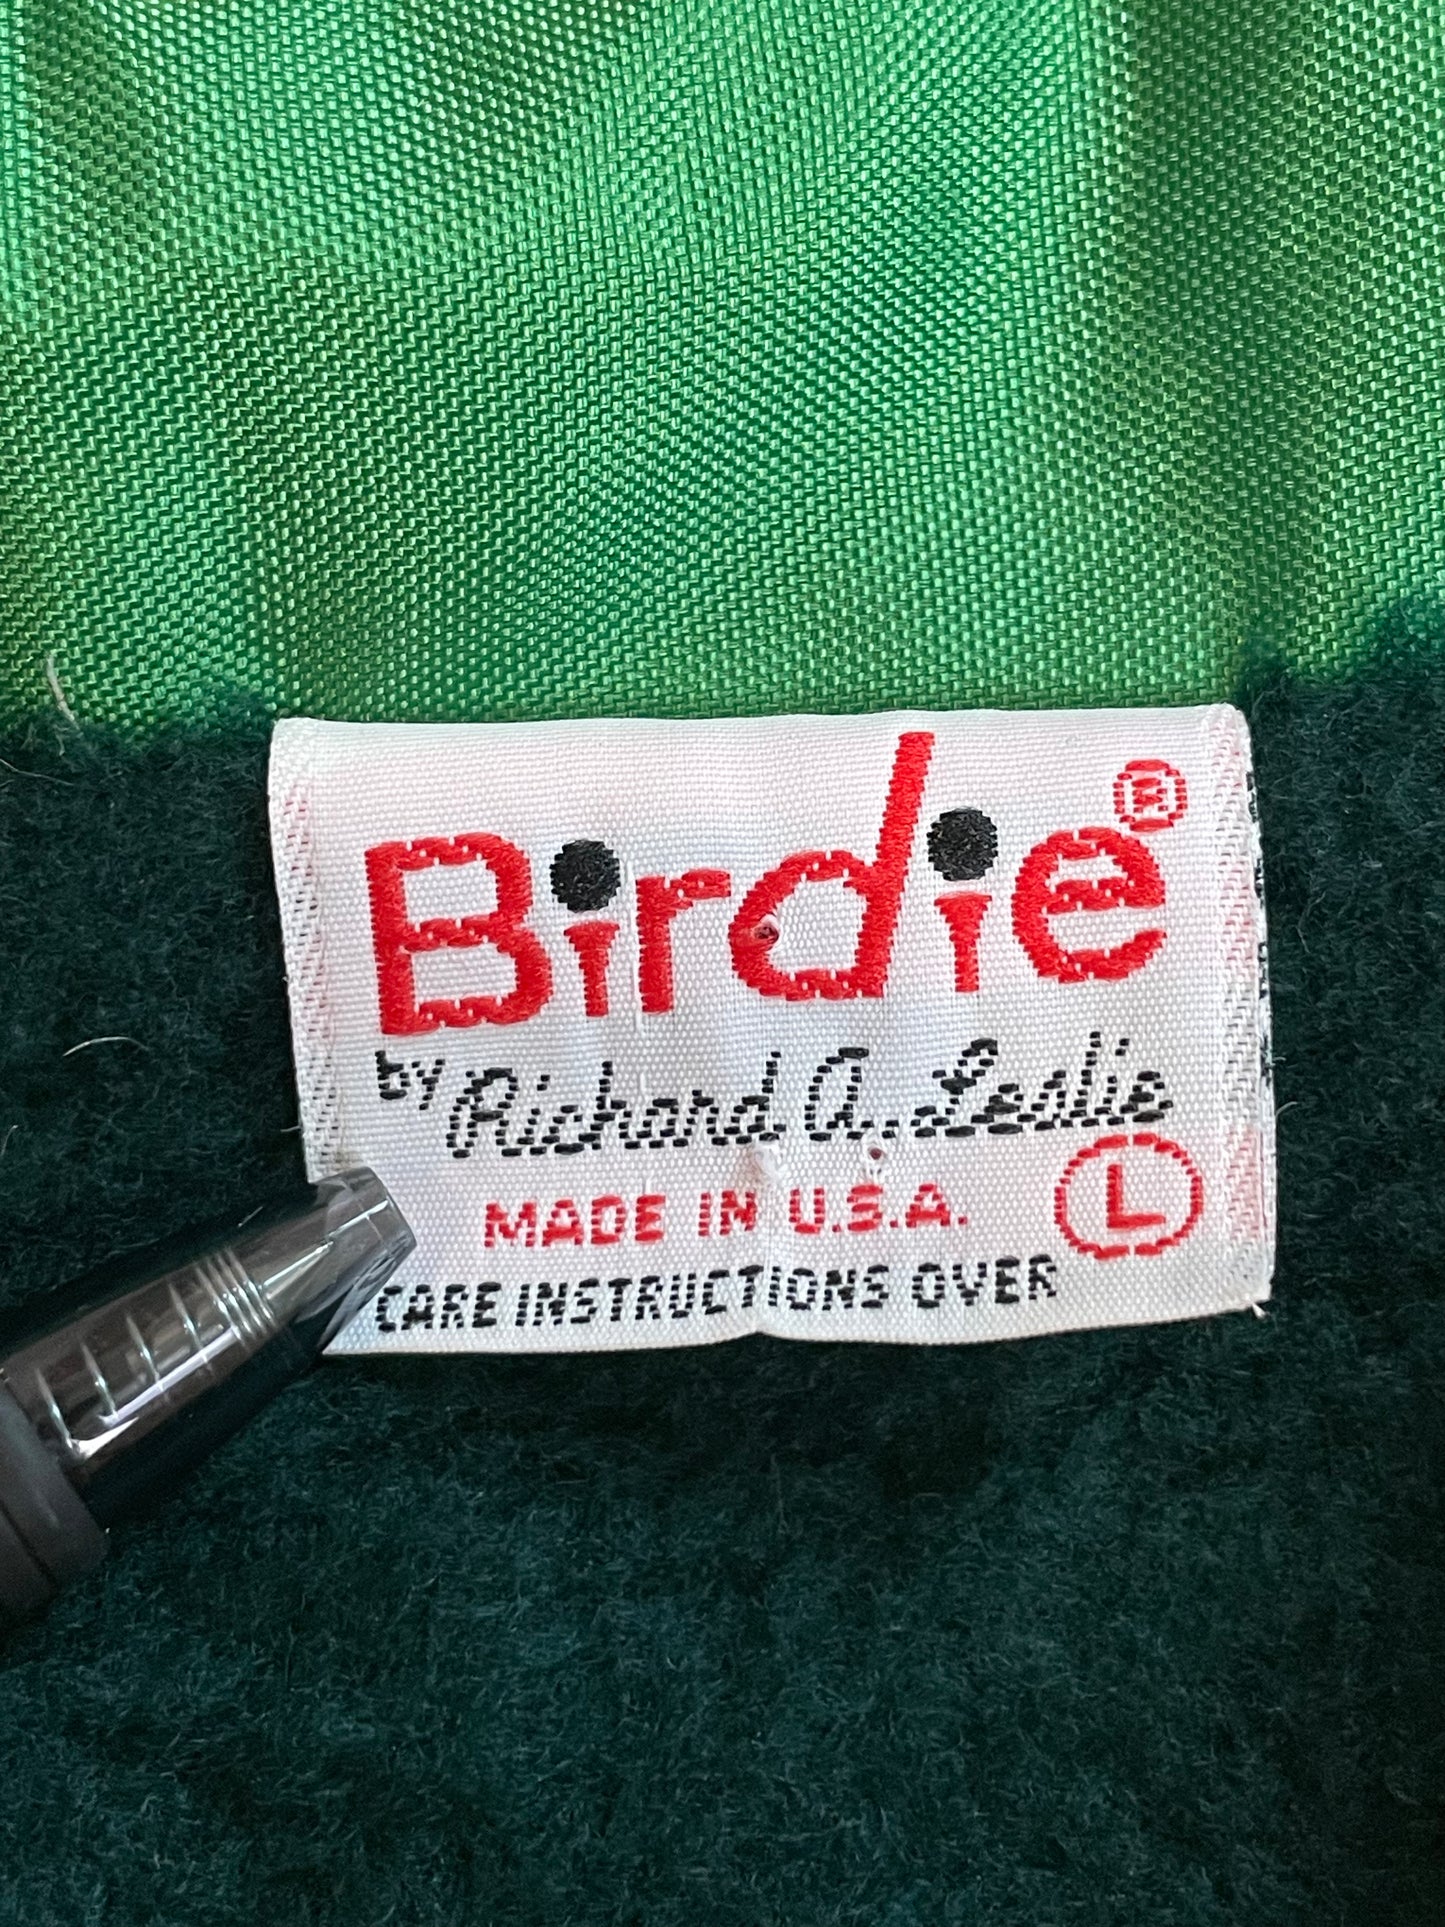 Birdie®
by Richard A. Leslie
MADE IN U.S.A. L
CARE INSTRUCTIONS OVER